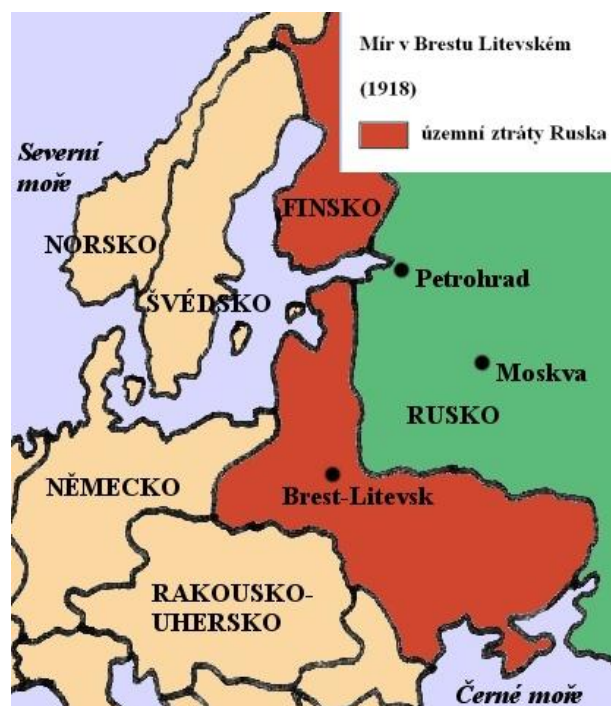 Mír v Brestu Litevském
(1918)
územní ztráty Ruska
Severní
moře
FINSKO
NORSKO
Petrohrad
ŠVÉDSKO
Moskva
RUSKO
NĚMECKO
Brest-Litevsk
RAKOUSKO-
UHERSKO
Černé moře